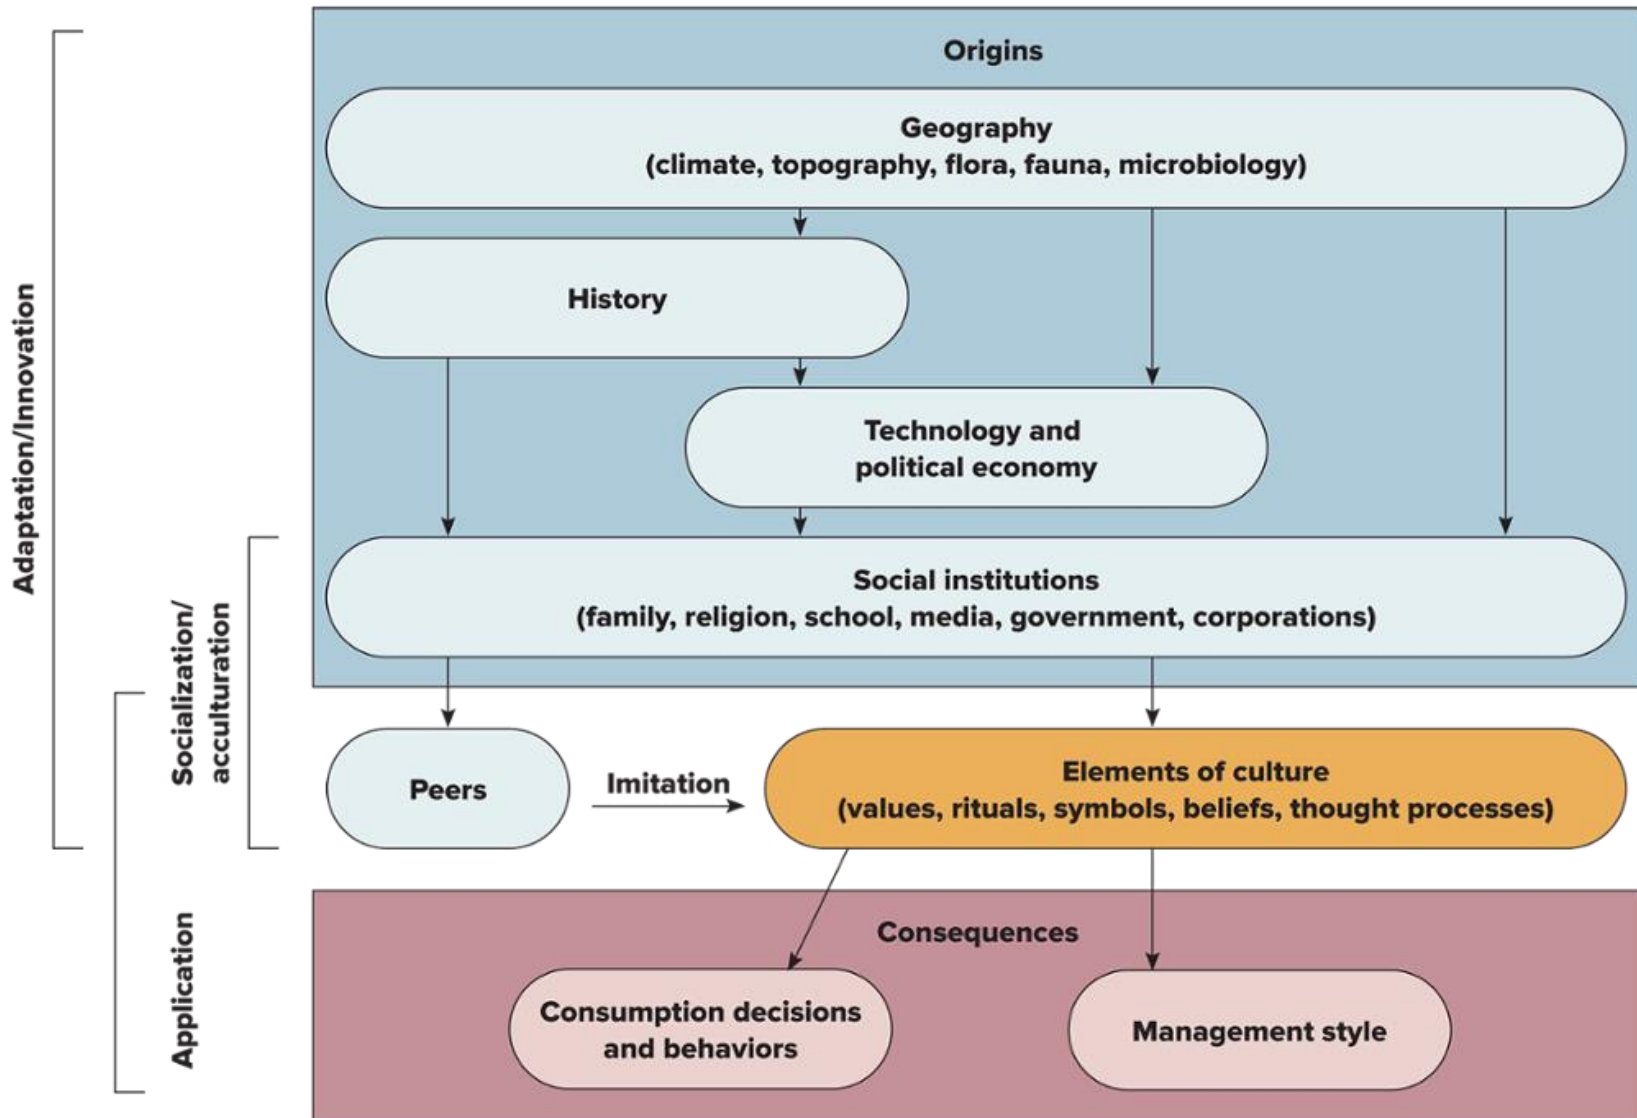 Origins
Geography
(climate, topography, flora, fauna, microbiology)
History
Technology and
political economy
Social institutions
(family, religion, school, media, government, corporations)
Peers
Imitation
Elements of culture
(values, rituals, symbols, beliefs, thought processes)
Consequences
Consumption decisions
and behaviors
Management style
Adaptation/Innovation
Socialization/
acculturation
Application